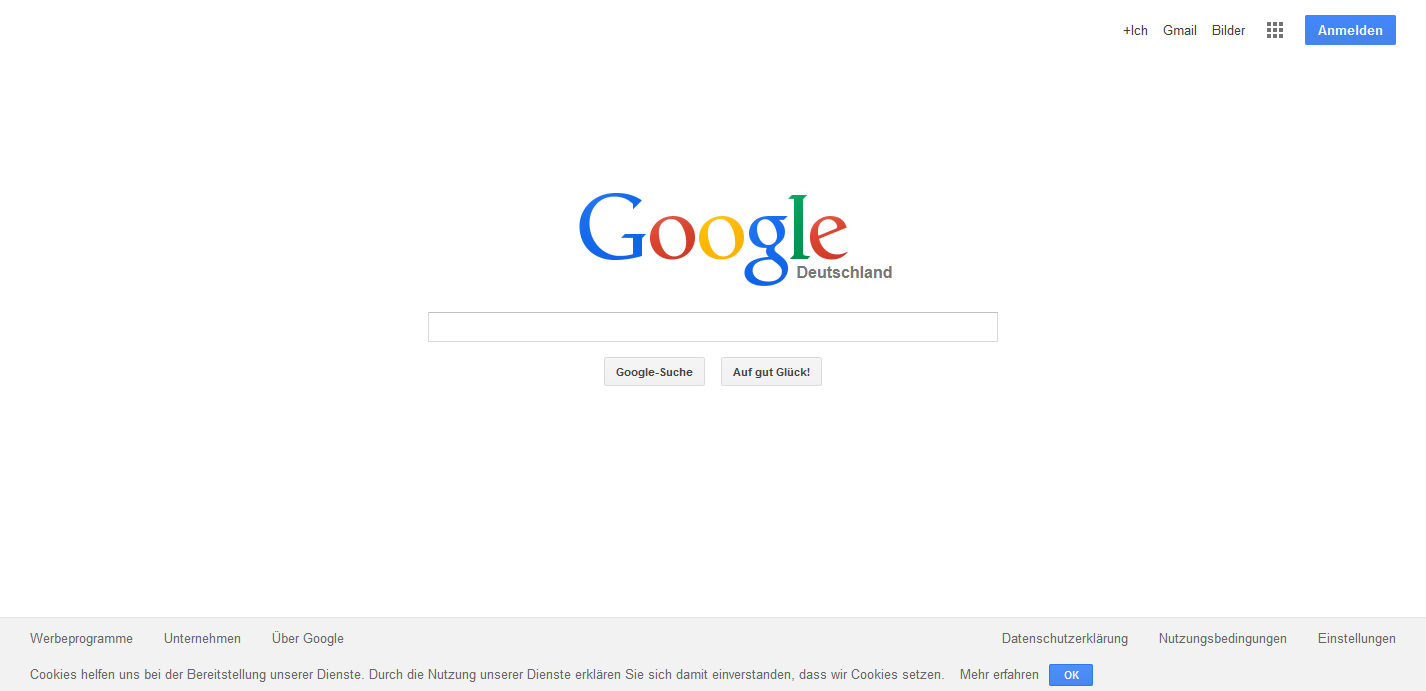 +Ich Gmail Bilder Anmelden
Google
Deutschland
Google-Suche Auf gut Glück!
Werbeprogramme Unternehmen Über Google Datenschutzerklärung Nutzungsbedingungen Einstellungen
Cookies helfen uns bei der Bereitstellung unserer Dienste. Durch die Nutzung unserer Dienste erklären Sie sich damit einverstanden, dass wir Cookies setzen. Mehr erfahren OK